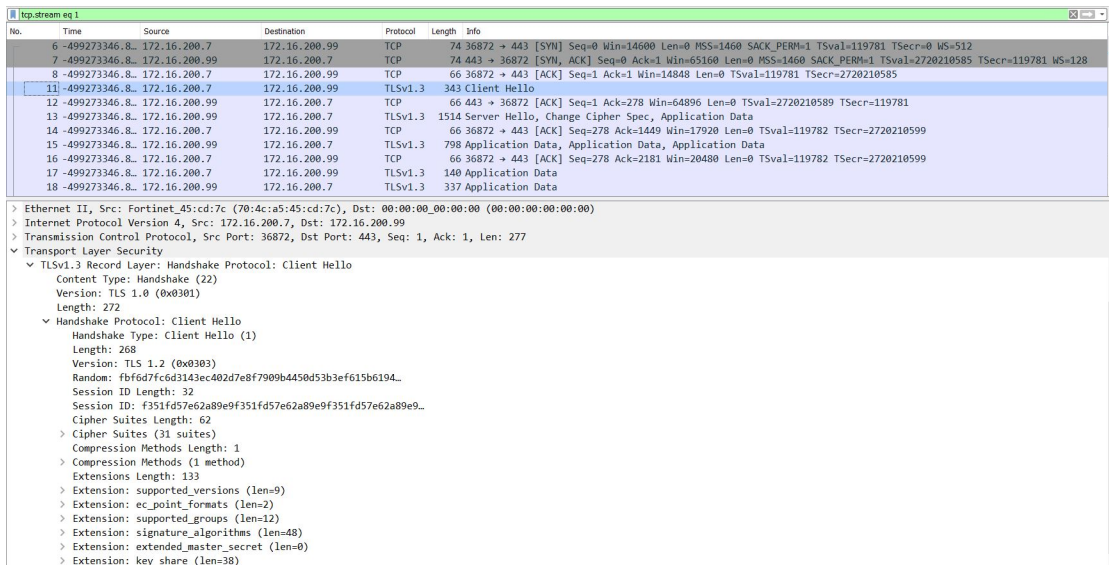 tcp.stream eq 1
No. Time Source Destination Protocol Length Info
6 -499273346.8… 172.16.200.7 172.16.200.99 TCP 74 36872 → 443 [SYN] Seq=0 Win=14600 Len=0 MSS=1460 SACK_PERM=1 TSval=119781 TSecr=0 WS=512
7 -499273346.8… 172.16.200.99 172.16.200.7 TCP 74 443 → 36872 [SYN, ACK] Seq=0 Ack=1 Win=65160 Len=0 MSS=1460 SACK_PERM=1 TSval=2720210585 TSecr=119781 WS=128
8 -499273346.8… 172.16.200.7 172.16.200.99 TCP 66 36872 → 443 [ACK] Seq=1 Ack=1 Win=14848 Len=0 TSval=119781 TSecr=2720210585
11 -499273346.8… 172.16.200.7 172.16.200.99 TLSv1.3 343 Client Hello
12 -499273346.8… 172.16.200.99 172.16.200.7 TCP 66 443 → 36872 [ACK] Seq=1 Ack=278 Win=64896 Len=0 TSval=2720210589 TSecr=119781
13 -499273346.8… 172.16.200.99 172.16.200.7 TLSv1.3 1514 Server Hello, Change Cipher Spec, Application Data
14 -499273346.8… 172.16.200.7 172.16.200.99 TCP 66 36872 → 443 [ACK] Seq=278 Ack=1449 Win=17920 Len=0 TSval=119782 TSecr=2720210599
15 -499273346.8… 172.16.200.99 172.16.200.7 TLSv1.3 798 Application Data, Application Data, Application Data
16 -499273346.8… 172.16.200.7 172.16.200.99 TCP 66 36872 → 443 [ACK] Seq=278 Ack=2181 Win=20480 Len=0 TSval=119782 TSecr=2720210599
17 -499273346.8… 172.16.200.7 172.16.200.99 TLSv1.3 140 Application Data
18 -499273346.8… 172.16.200.99 172.16.200.7 TLSv1.3 337 Application Data
Ethernet II, Src: Fortinet_45:cd:7c (70:4c:a5:45:cd:7c), Dst: 00:00:00_00:00:00 (00:00:00:00:00:00)
Internet Protocol Version 4, Src: 172.16.200.7, Dst: 172.16.200.99
Transmission Control Protocol, Src Port: 36872, Dst Port: 443, Seq: 1, Ack: 1, Len: 277
Transport Layer Security
TLSv1.3 Record Layer: Handshake Protocol: Client Hello
Content Type: Handshake (22)
Version: TLS 1.0 (0x0301)
Length: 272
Handshake Protocol: Client Hello
Handshake Type: Client Hello (1)
Length: 268
Version: TLS 1.2 (0x0303)
Random: fbf6d7fc6d3143ec402d7e8f7909b4450d53b3ef615b6194…
Session ID Length: 32
Session ID: f351fd57e62a89e9f351fd57e62a89e9f351fd57e62a89e9…
Cipher Suites Length: 62
Cipher Suites (31 suites)
Compression Methods Length: 1
Compression Methods (1 method)
Extensions Length: 133
Extension: supported_versions (len=9)
Extension: ec_point_formats (len=2)
Extension: supported_groups (len=12)
Extension: signature_algorithms (len=48)
Extension: extended_master_secret (len=0)
Extension: key_share (len=38)